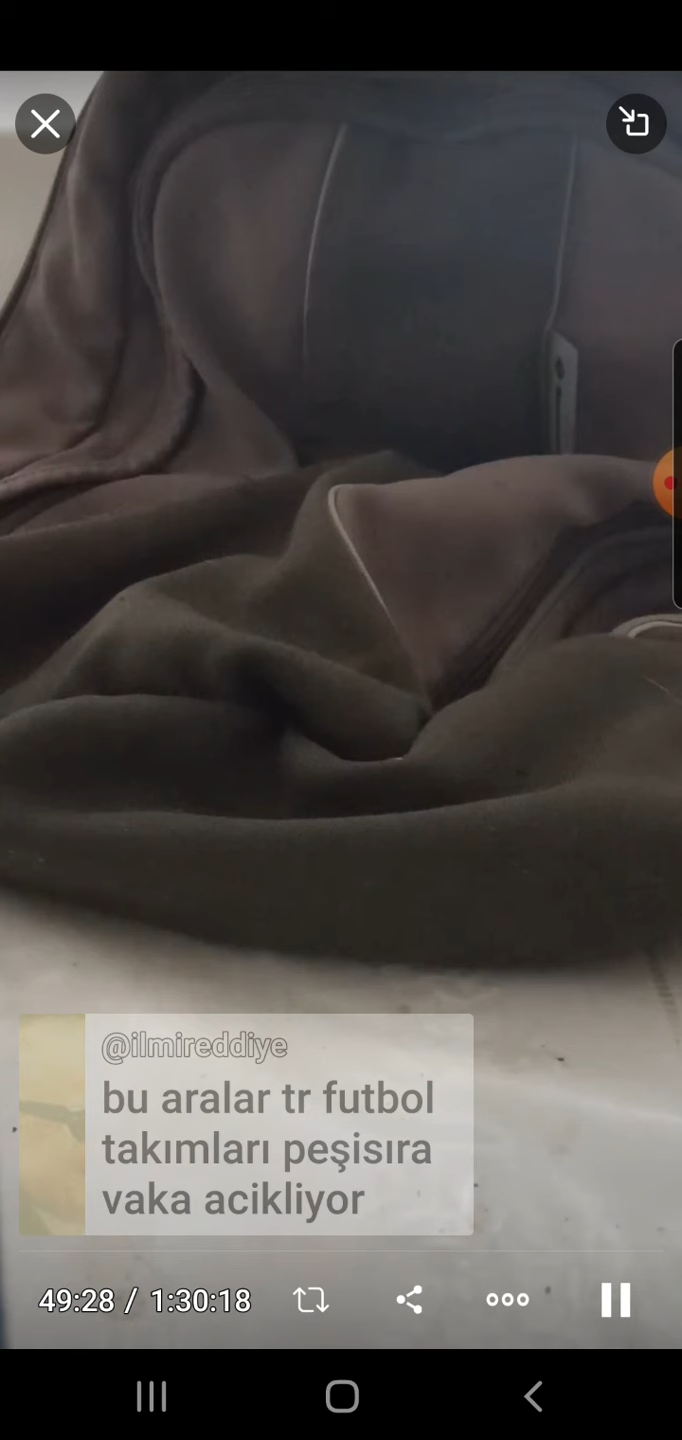 @ilmireddiye
bu aralar tr futbol
takımları peşisıra
vaka acikliyor
49:28 / 1:30:18